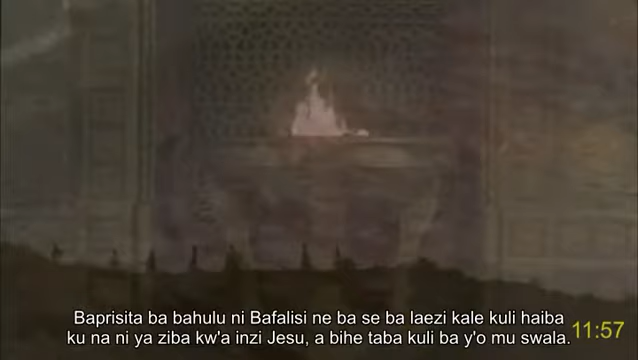 Baprisita ba bahulu ni Bafalisi ne ba se ba laezi kale kuli haiba
ku na ni ya ziba kw'a inzi Jesu, a bihe taba kuli ba y'o mu swala.
11:57